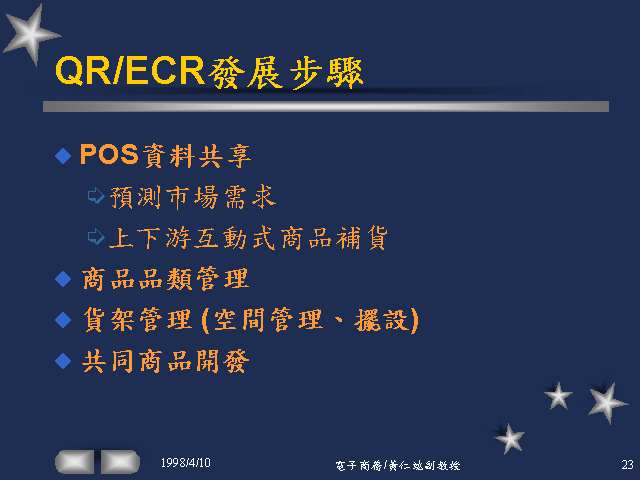 QR/ECR發展步驟
POS資料共享
預測市場需求
上下游互動式商品補貨
商品品類管理
貨架管理 (空間管理、擺設)
共同商品開發
1998/4/10
電子商務/黃仁副教授
23